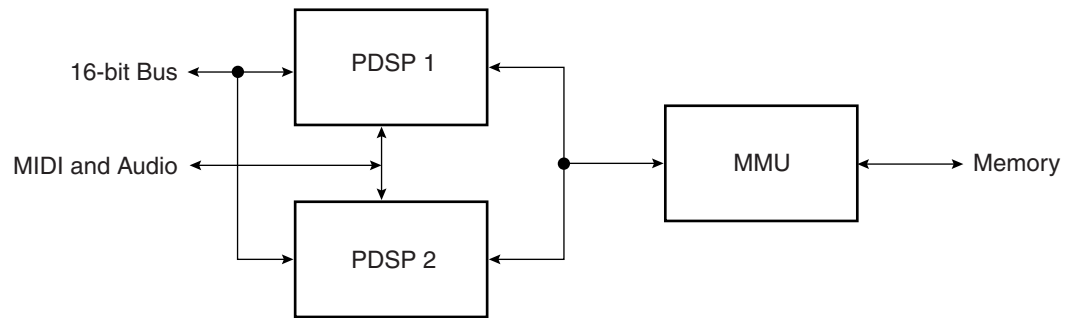 PDSP 1
16-bit Bus
MIDI and Audio
MMU
Memory
PDSP 2